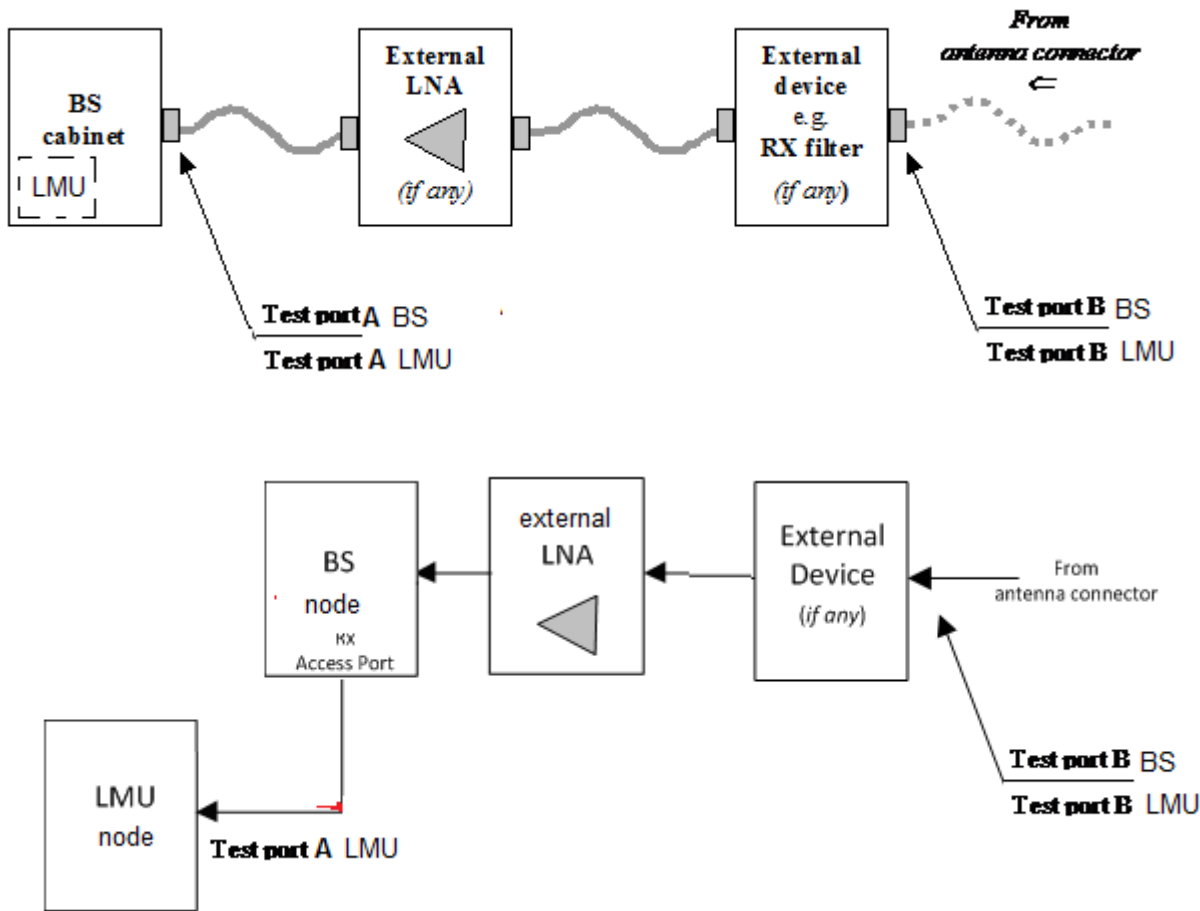 BS
cabinet
LMU
External
LNA
(if any)
External
device
e.g.
RX filter
(if any)
From
antenna connector
⇐
Test port A BS
Test port A LMU
Test port B BS
Test port B LMU
BS
node
RX
Access Port
external
LNA
External
Device
(if any)
From
antenna connector
LMU
node
Test port A LMU
Test port B BS
Test port B LMU